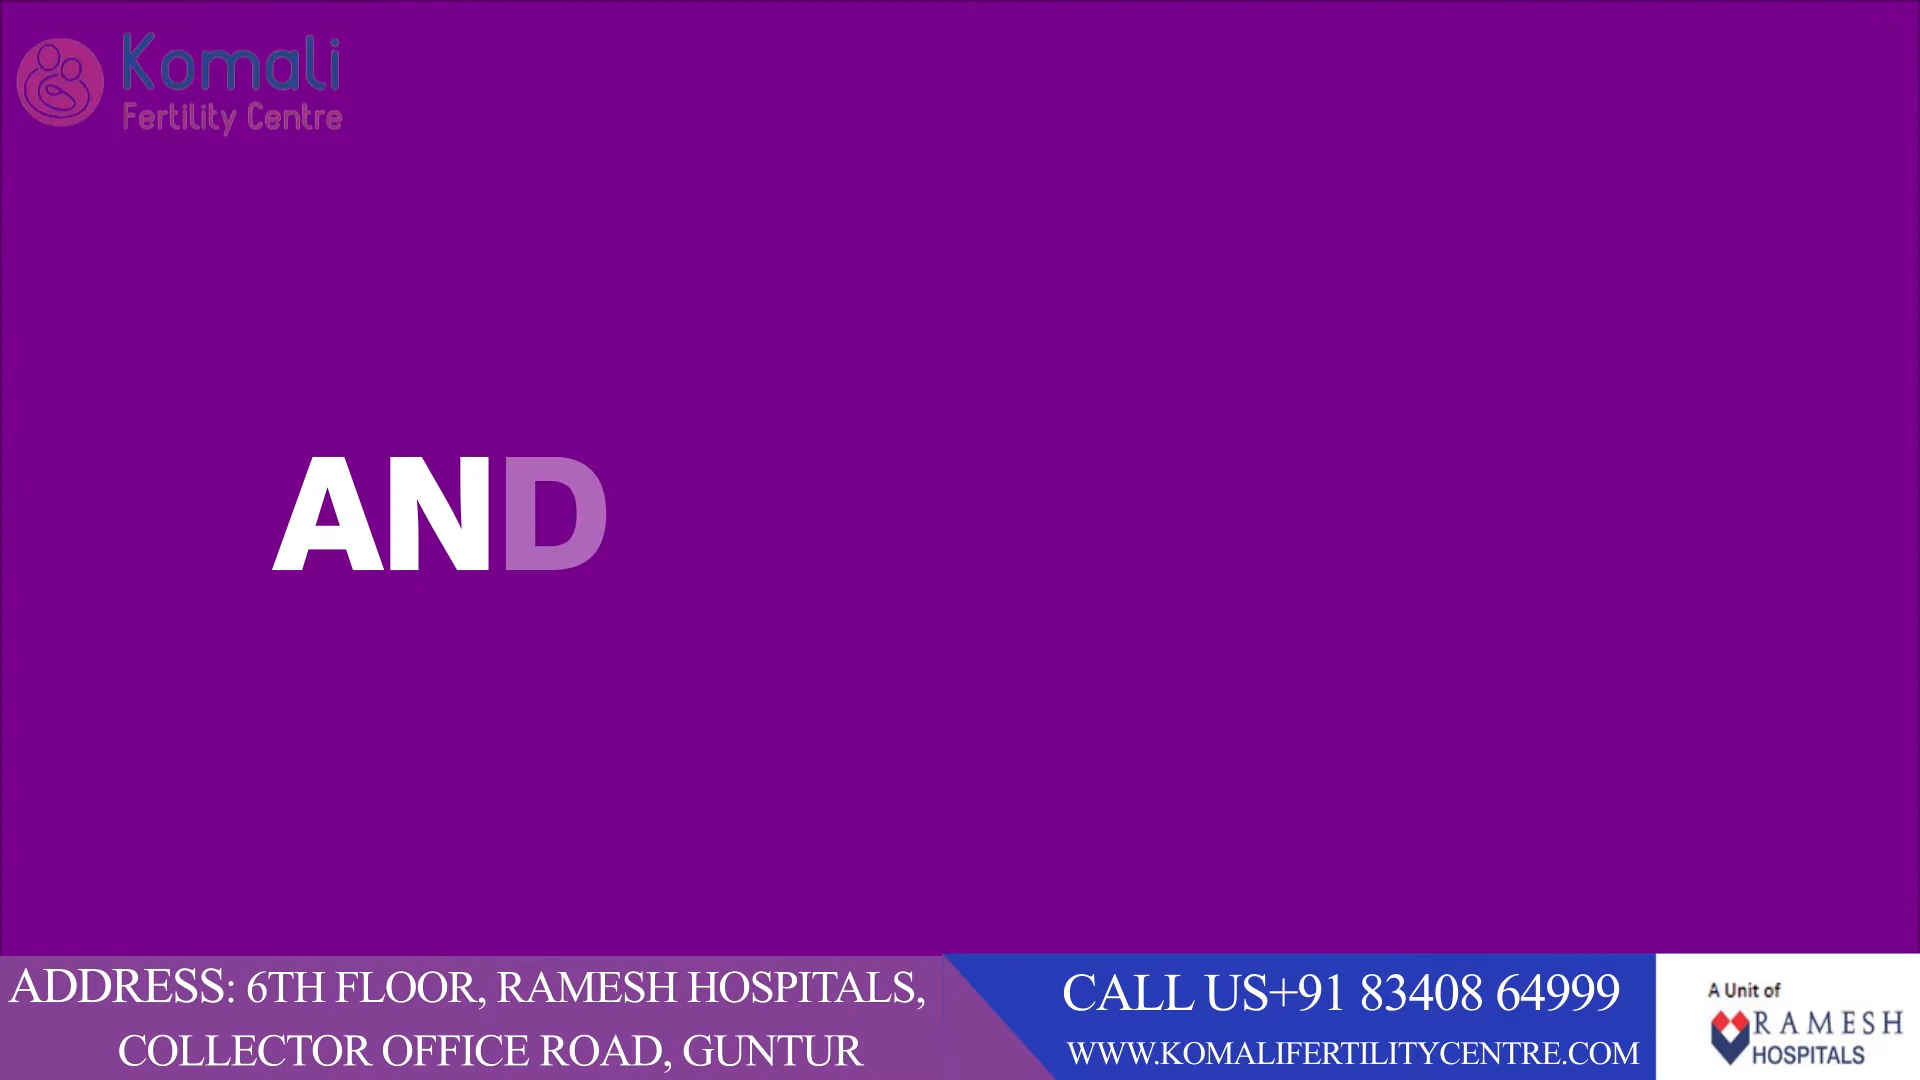 Komali
Fertility Centre
AND
ADDRESS: 6TH FLOOR, RAMESH HOSPITALS,
COLLECTOR OFFICE ROAD, GUNTUR
CALL US+91 83408 64999
WWW.KOMALIFERTILITYCENTRE.COM
A Unit of
RAMESH
HOSPITALS